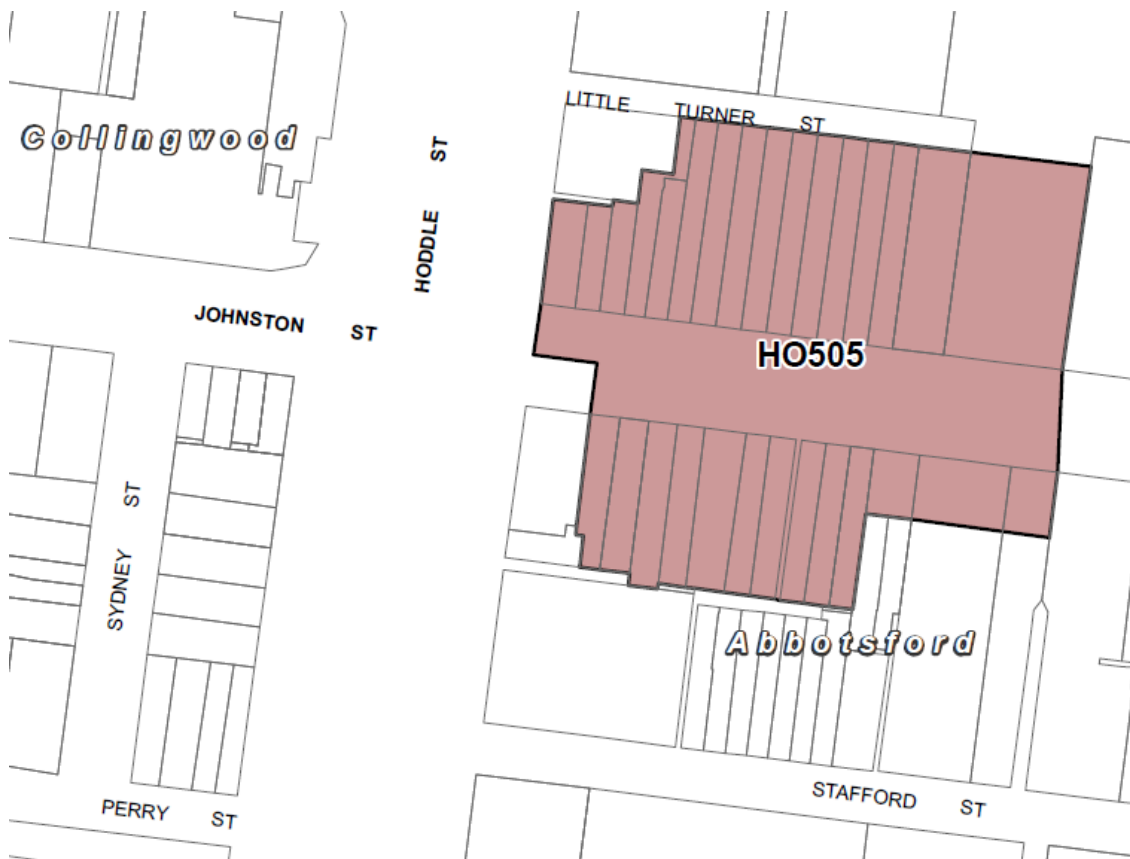 LITTLE TURNER ST
Collingwood
HODDLE ST
JOHNSTON ST
HO505
SYDNEY ST
Abbotsford
STAFFORD ST
PERRY ST